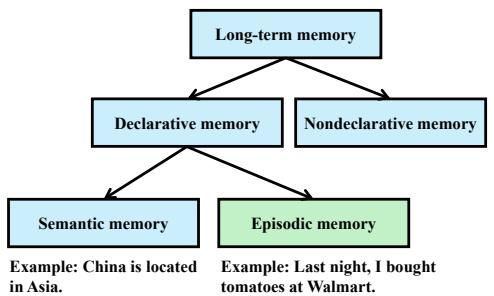 Long-term memory
Declarative memory
Nondeclarative memory
Semantic memory
Episodic memory
Example: China is located
in Asia.
Example: Last night, I bought
tomatoes at Walmart.